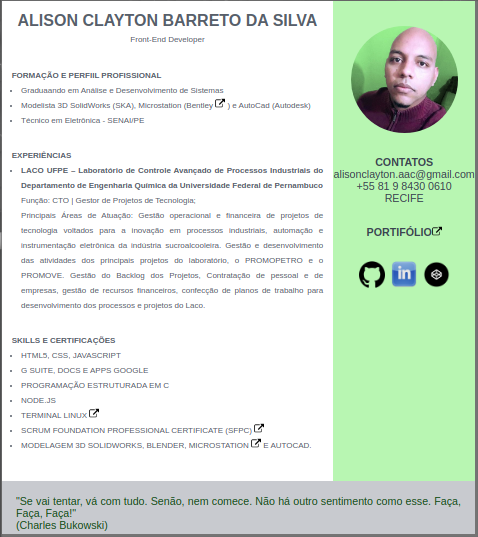 ALISON CLAYTON BARRETO DA SILVA
Front-End Developer
FORMAÇÃO E PERFIIL PROFISSIONAL
Graduaando em Análise e Desenvolvimento de Sistemas
Modelista 3D SolidWorks (SKA), Microstation (Bentley ) e AutoCad (Autodesk)
Técnico em Eletrônica - SENAI/PE
EXPERIÊNCIAS
LACO UFPE – Laboratório de Controle Avançado de Processos Industriais do
Departamento de Engenharia Química da Universidade Federal de Pernambuco
Função: CTO | Gestor de Projetos de Tecnologia;
Principais Áreas de Atuação: Gestão operacional e financeira de projetos de
tecnologia voltados para a inovação em processos industriais, automação e
instrumentação eletrônica da indústria sucroalcooleira. Gestão e desenvolvimento
das atividades dos principais projetos do laboratório, o PROMOPETRO e o
PROMOVE. Gestão do Backlog dos Projetos, Contratação de pessoal e de
empresas, gestão de recursos financeiros, confecção de planos de trabalho para
desenvolvimento dos processos e projetos do Laco.
SKILLS E CERTIFICAÇÕES
HTML5, CSS, JAVASCRIPT
G SUITE, DOCS E APPS GOOGLE
PROGRAMAÇÃO ESTRUTURADA EM C
NODE.JS
TERMINAL LINUX
SCRUM FOUNDATION PROFESSIONAL CERTIFICATE (SFPC)
MODELAGEM 3D SOLIDWORKS, BLENDER, MICROSTATION E AUTOCAD.
CONTATOS
alisonclayton.aac@gmail.com
+55 81 9 8430 0610
RECIFE
PORTIFÓLIO
in
"Se vai tentar, vá com tudo. Senão, nem comece. Não há outro sentimento como esse. Faça,
Faça, Faça!"
(Charles Bukowski)